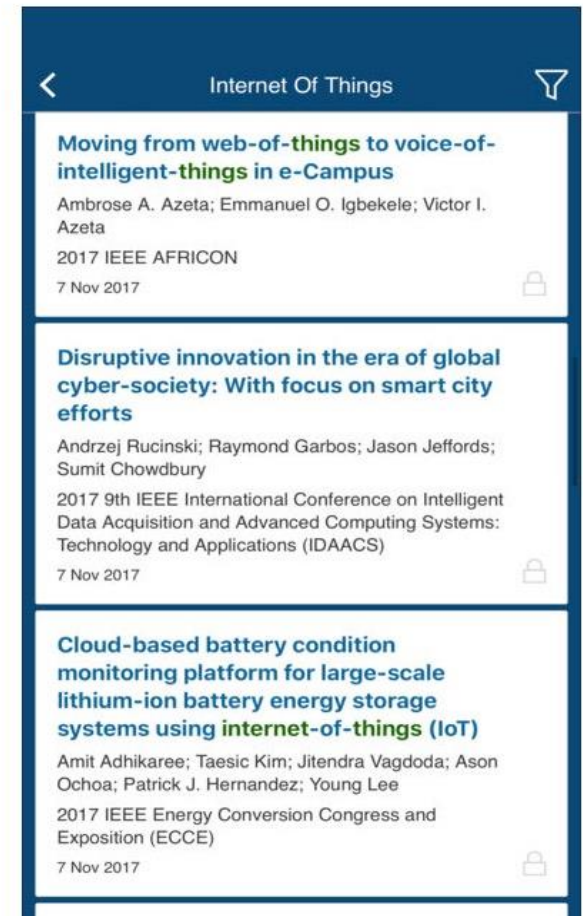 Internet Of Things
Moving from web-of-things to voice-of-
intelligent-things in e-Campus
Ambrose A. Azeta; Emmanuel O. Igbekele; Victor I.
Azeta
2017 IEEE AFRICON
7 Nov 2017
Disruptive innovation in the era of global
cyber-society: With focus on smart city
efforts
Andrzej Rucinski; Raymond Garbos; Jason Jeffords;
Sumit Chowdbury
2017 9th IEEE International Conference on Intelligent
Data Acquisition and Advanced Computing Systems:
Technology and Applications (IDAACS)
7 Nov 2017
Cloud-based battery condition
monitoring platform for large-scale
lithium-ion battery energy storage
systems using internet-of-things (IoT)
Amit Adhikaree; Taesic Kim; Jitendra Vagdoda; Ason
Ochoa; Patrick J. Hernandez; Young Lee
2017 IEEE Energy Conversion Congress and
Exposition (ECCE)
7 Nov 2017